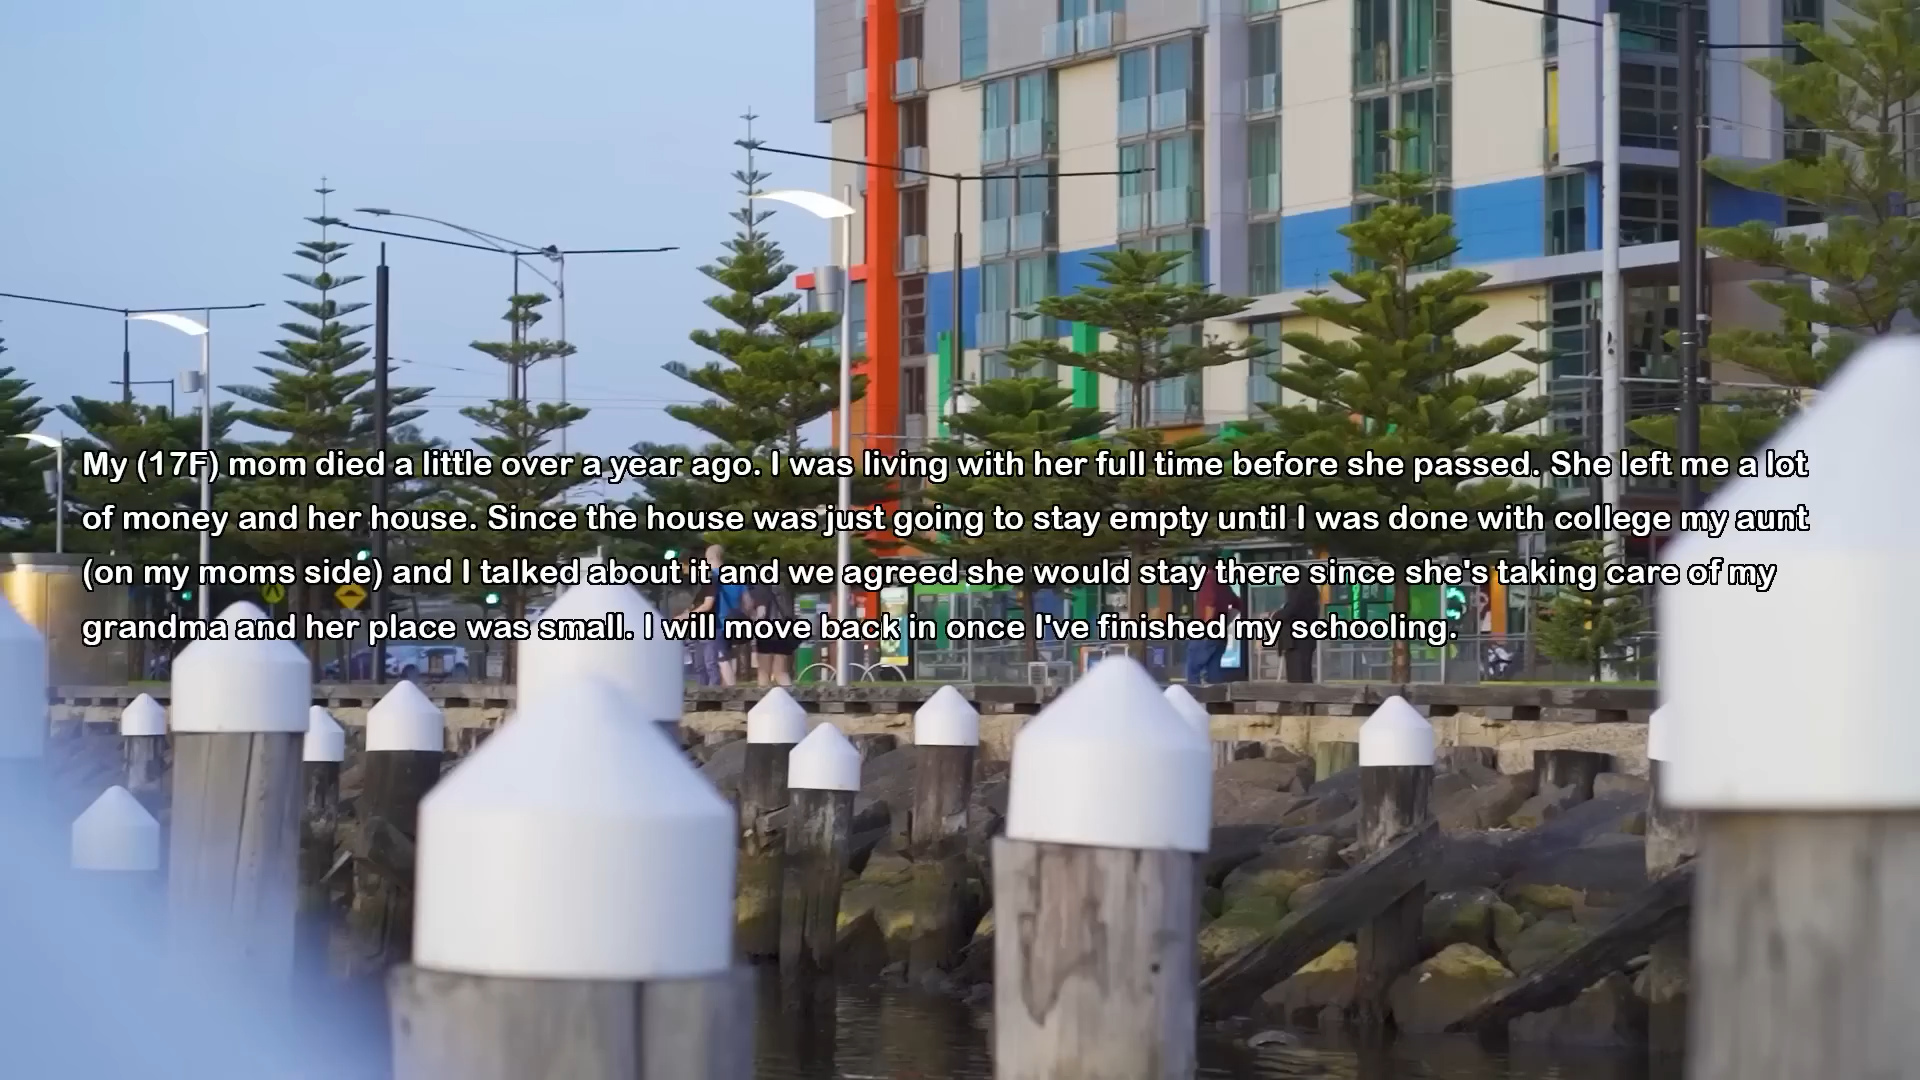 My (17F) mom died a little over a year ago. I was living with her full time before she passed. She left me a lot
of money and her house. Since the house was just going to stay empty until I was done with college my aunt
(on my moms side) and I talked about it and we agreed she would stay there since she's taking care of my
grandma and her place was small. I will move back in once I've finished my schooling.